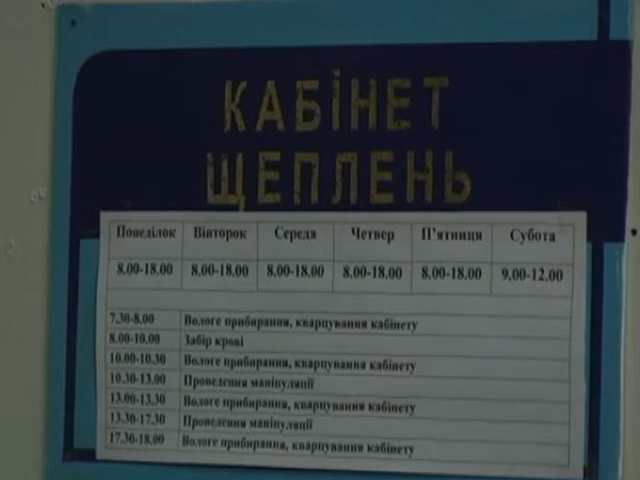 КАБІНЕТ
ЩЕПЛЕНЬ
Понеділок Вівторок Середа Четвер П'ятниця Субота
8.00-18.00 8.00-18.00 8.00-18.00 8.00-18.00 8.00-18.00 9.00-12.00
7.30-8.00 Вологе прибирання, кварцування кабінету
8.00-10.00 Забір крові
10.00-10.30 Вологе прибирання, кварцування кабінету
10.30-13.00 Проведення маніпуляції
13.00-13.30 Вологе прибирання, кварцування кабінету
13.30-17.30 Проведення маніпуляції
17.30-18.00 Вологе прибирання, кварцування кабінету